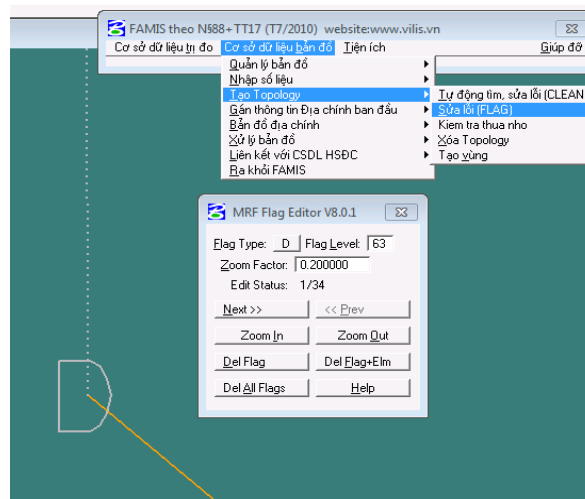 FAMIS theo NĐ88+TT17 (T7/2010) website:www.vilis.vn
Cơ sở dữ liệu trị đo Cơ sở dữ liệu bản đồ Tiện ích Giúp đỡ
Quản lý bản đồ
Nhập số liệu
Tạo Topology
Gán thông tin Địa chính ban đầu
Bản đồ địa chính
Xử lý bản đồ
Liên kết với CSDL HSĐC
Ra khỏi FAMIS
Tự động tìm, sửa lỗi (CLEAN
Sửa lỗi (FLAG)
Kiem tra thua nho
Xóa Topology
Tạo vùng
MRF Flag Editor V8.0.1
Flag Type: D Flag Level: 63
Zoom Factor: 0.200000
Edit Status: 1/34
Next >> << Prev
Zoom In Zoom Out
Del Flag Del Flag+Elm
Del All Flags Help
D